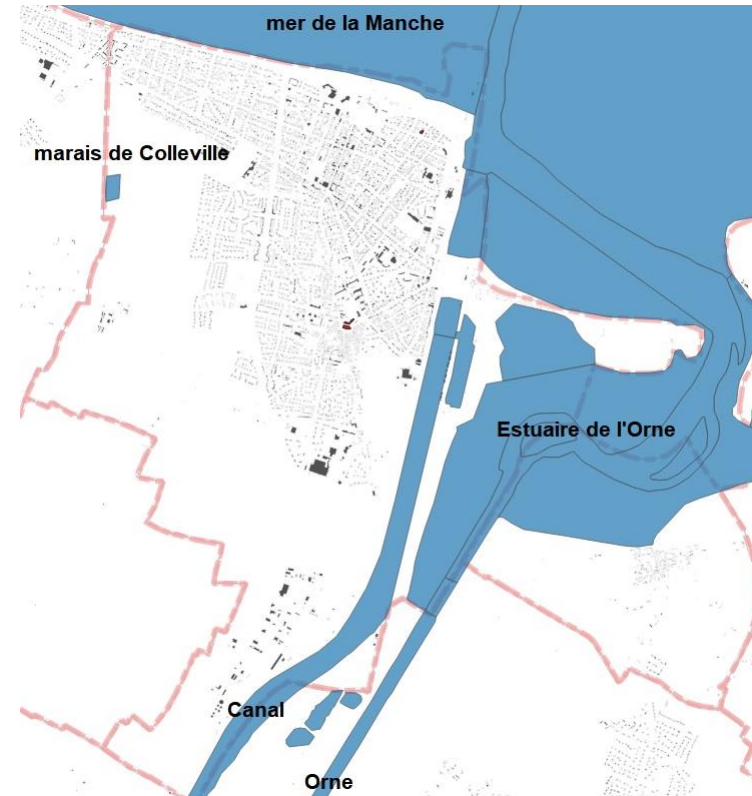 mer de la Manche
marais de Colleville
Estuaire de l'Orne
Canal
Orne